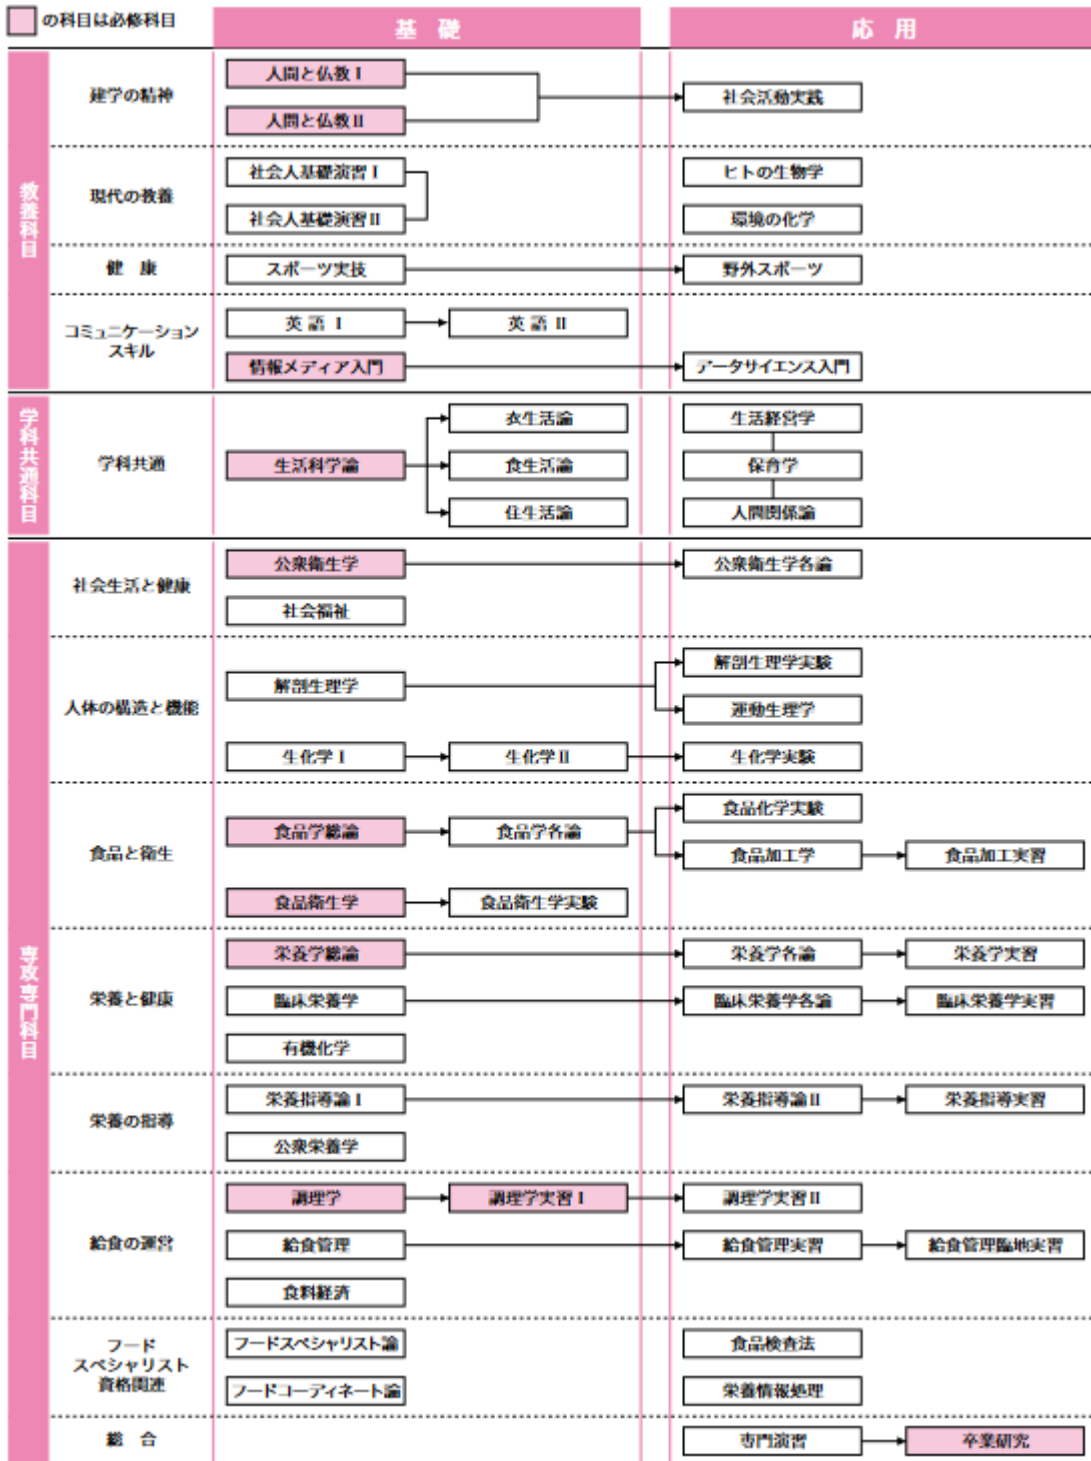 の科目は必修科目
基 礎
応 用
教養科目
建学の精神
人間と仏教Ⅰ
人間と仏教Ⅱ
社会活動実践
現代の教養
社会人基礎演習Ⅰ
社会人基礎演習Ⅱ
ヒトの生物学
環境の化学
健 康
スポーツ実技
野外スポーツ
コミュニケーション
スキル
英 語 Ⅰ
英 語 Ⅱ
情報メディア入門
データサイエンス入門
学科共通科目
学科共通
生活科学論
衣生活論
食生活論
住生活論
生活経営学
保育学
人間関係論
専攻専門科目
社会生活と健康
公衆衛生学
公衆衛生学各論
社会福祉
人体の構造と機能
解剖生理学
解剖生理学実験
運動生理学
生化学Ⅰ
生化学Ⅱ
生化学実験
食品と衛生
食品学総論
食品学各論
食品化学実験
食品加工学
食品加工実習
食品衛生学
食品衛生学実験
栄養と健康
栄養学総論
栄養学各論
栄養学実習
臨床栄養学
臨床栄養学各論
臨床栄養学実習
有機化学
栄養の指導
栄養指導論Ⅰ
栄養指導論Ⅱ
栄養指導実習
公衆栄養学
給食の運営
調理学
調理学実習Ⅰ
調理学実習Ⅱ
給食管理
給食管理実習
給食管理臨地実習
食料経済
フード
スペシャリスト
資格関連
フードスペシャリスト論
食品検査法
フードコーディネート論
栄養情報処理
総 合
専門演習
卒業研究